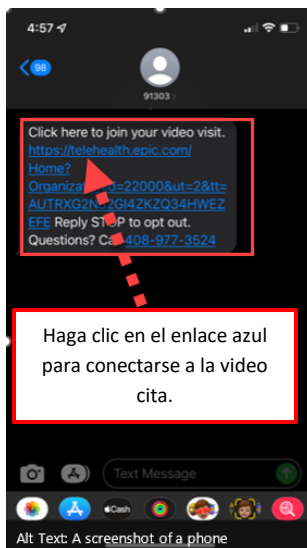 4:57
98
91303 >
Click here to join your video visit.
https://telehealth.epic.com/
Home?
AUTRXG2N
EFE Reply STOP to opt out.
Questions? Ca 408-977-3524
Haga clic en el enlace azul
para conectarse a la video
cita.
Text Message
Cash
Alt Text: A screenshot of a phone